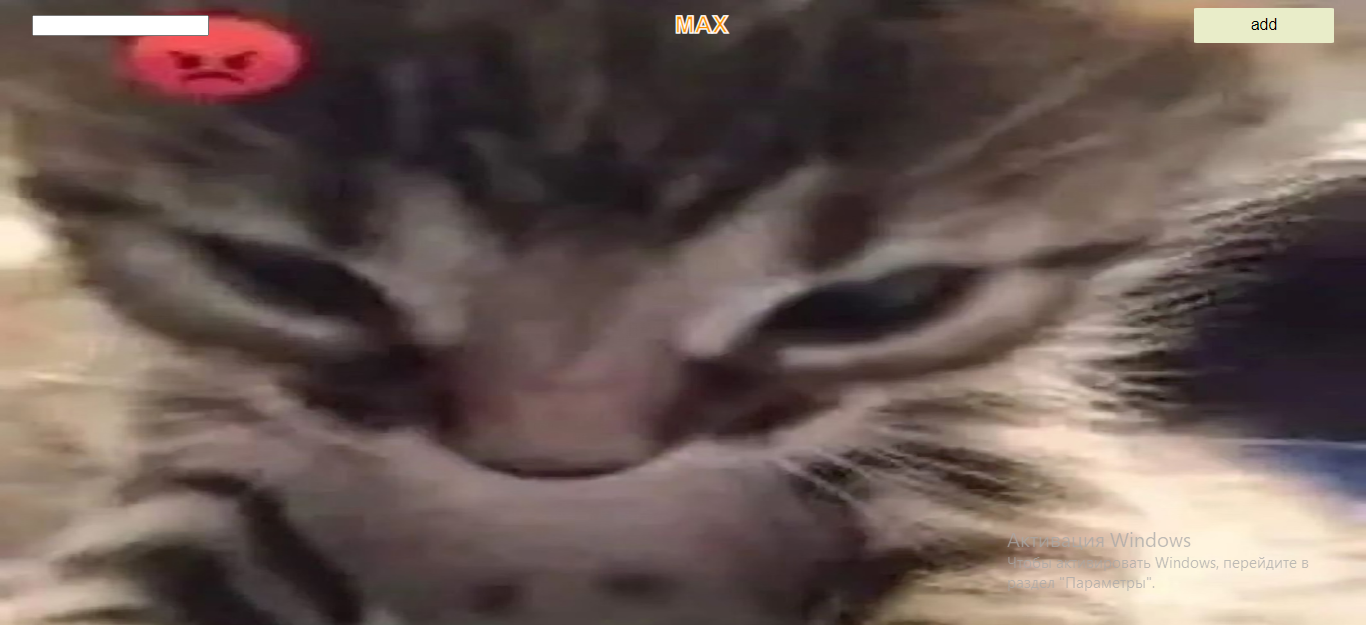 MAX
add
Активация Windows
Чтобы активировать Windows, перейдите в
раздел "Параметры".